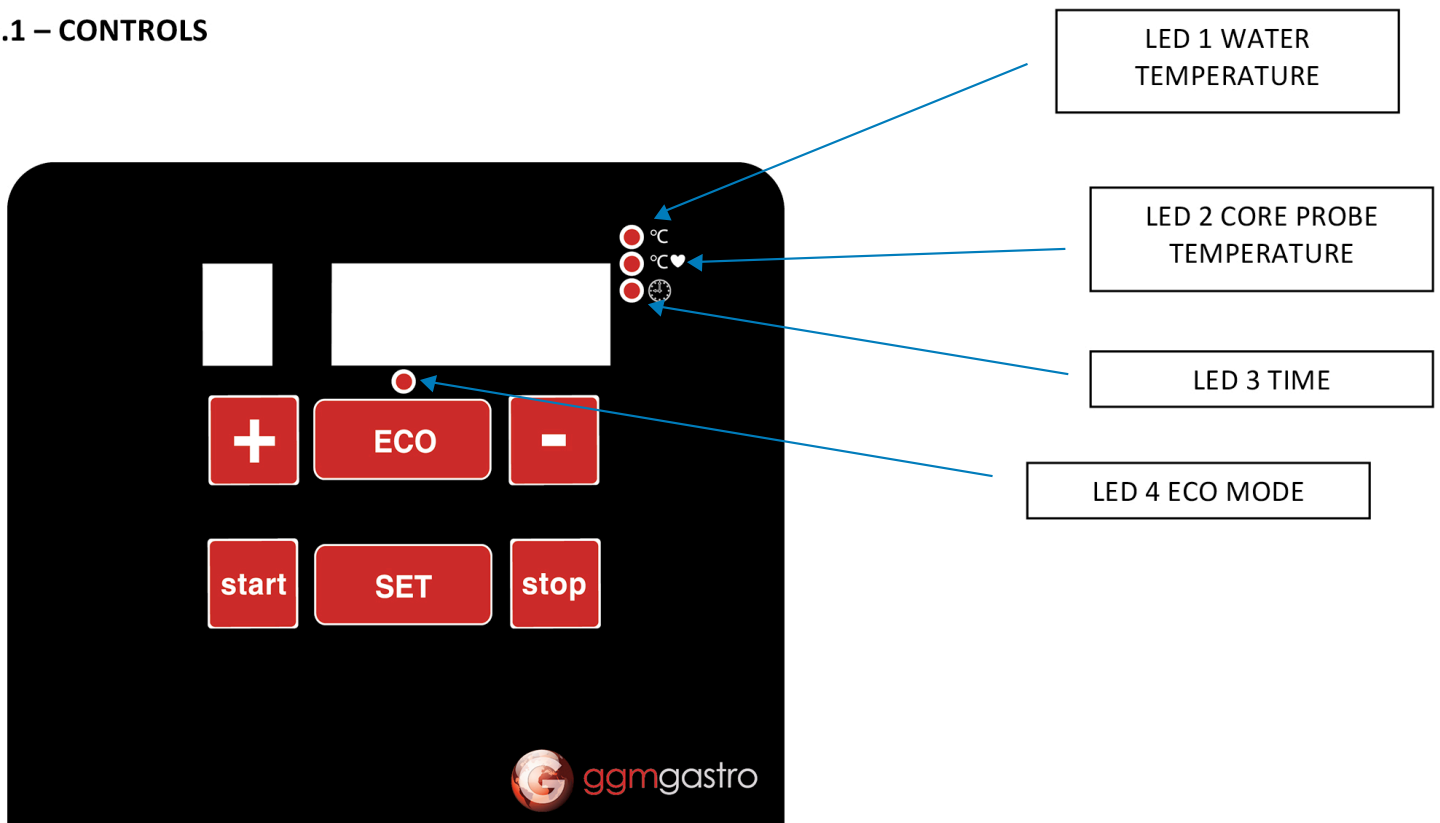 .1 – CONTROLS
LED 1 WATER
TEMPERATURE
LED 2 CORE PROBE
TEMPERATURE
LED 3 TIME
LED 4 ECO MODE
°C
°C
+ ECO -
start SET stop
G ggmgastro